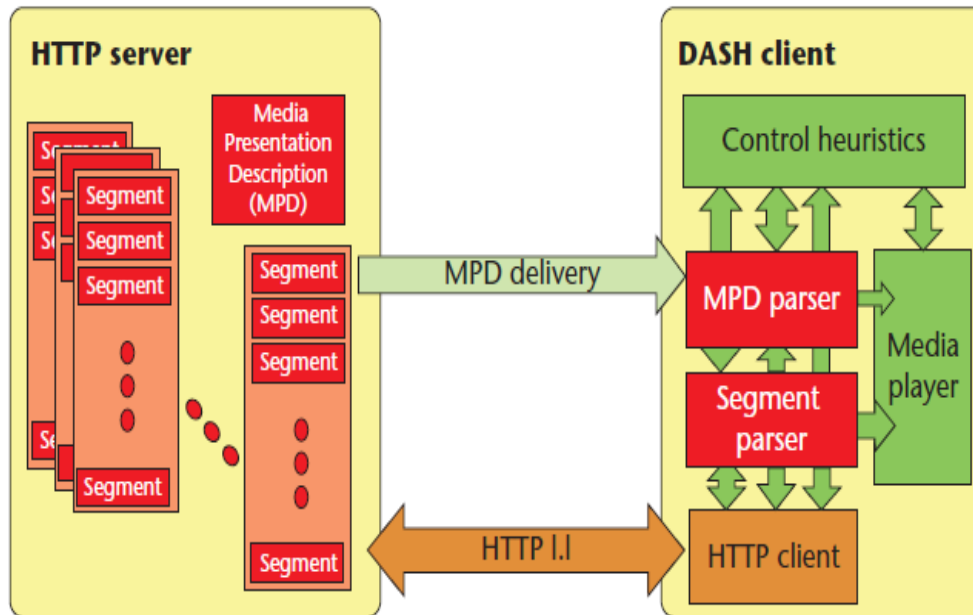 HTTP server
Media
Presentation
Description
(MPD)
Segment
Segment
Segment
Segment
Segment
Segment
Segment
Segment
Segment
MPD delivery
HTTP l.l
DASH client
Control heuristics
MPD parser
Segment
parser
Media
player
HTTP client